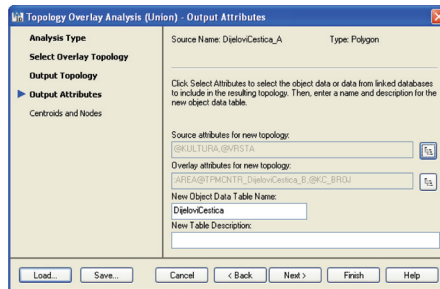 Topology Overlay Analysis (Union) - Output Attributes
Analysis Type
Select Overlay Topology
Output Topology
Output Attributes
Centroids and Nodes
Source Name: DijeloviCestica_A Type: Polygon
Click Select Attributes to select the object data or data from linked databases
to include in the resulting topology. Then, enter a name and description for the
new object data table.
Source attributes for new topology:
@KULTURA,@VRSTA
Overlay attributes for new topology:
:AREA@TPMCNTR_DijeloviCestica_B,@KC_BROJ
New Object Data Table Name:
DijeloviCestica
New Table Description:
Load... Save... Cancel < Back Next > Finish Help